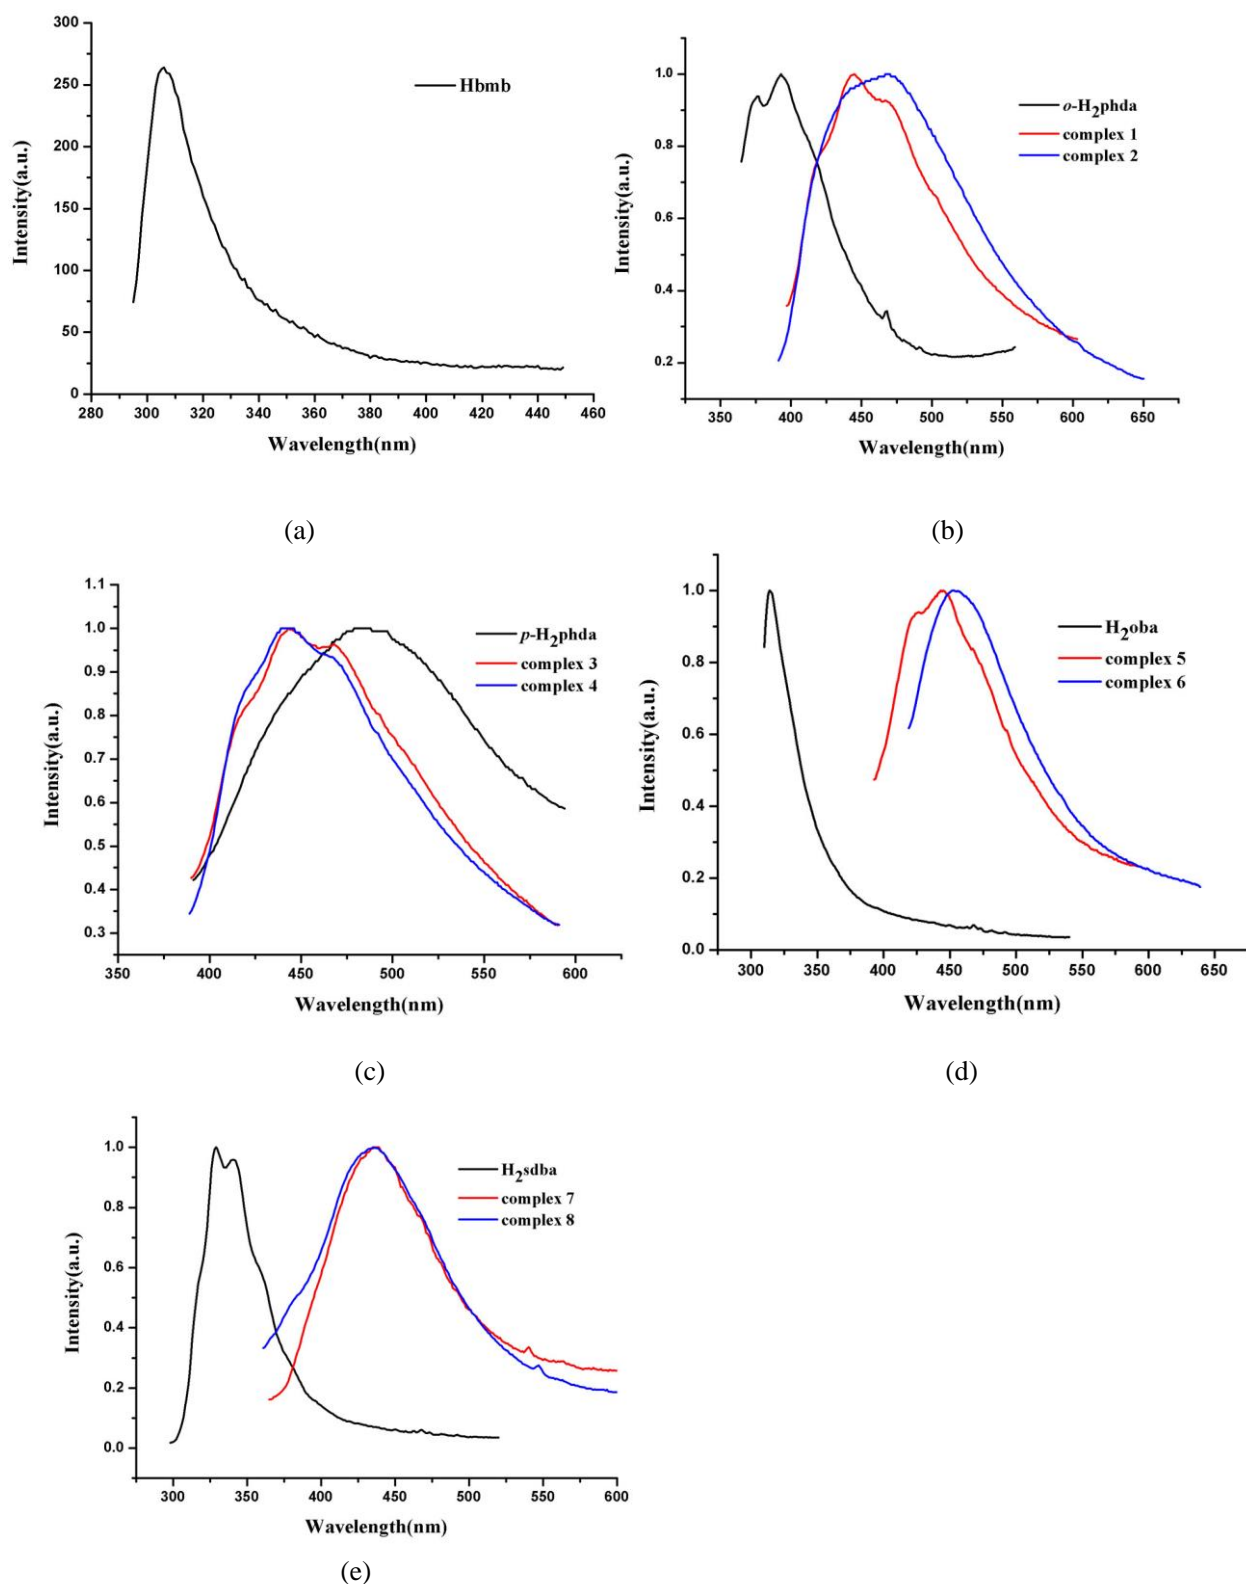 300
250
200
150
100
50
0
Intensity(a.u.)
Hbmb
280 300 320 340 360 380 400 420 440 460
Wavelength(nm)
(a)
1.0
0.8
0.6
0.4
0.2
Intensity(a.u.)
o-H2phda
complex 1
complex 2
350 400 450 500 550 600 650
Wavelength(nm)
(b)
1.1
1.0
0.9
0.8
0.7
0.6
0.5
0.4
0.3
Intensity(a.u.)
p-H2phda
complex 3
complex 4
350 400 450 500 550 600
Wavelength(nm)
(c)
1.0
0.8
0.6
0.4
0.2
0.0
Intensity(a.u.)
H2oba
complex 5
complex 6
300 350 400 450 500 550 600 650
Wavelength(nm)
(d)
1.0
0.8
0.6
0.4
0.2
0.0
Intensity(a.u.)
H2sdba
complex 7
complex 8
300 350 400 450 500 550 600
Wavelength(nm)
(e)